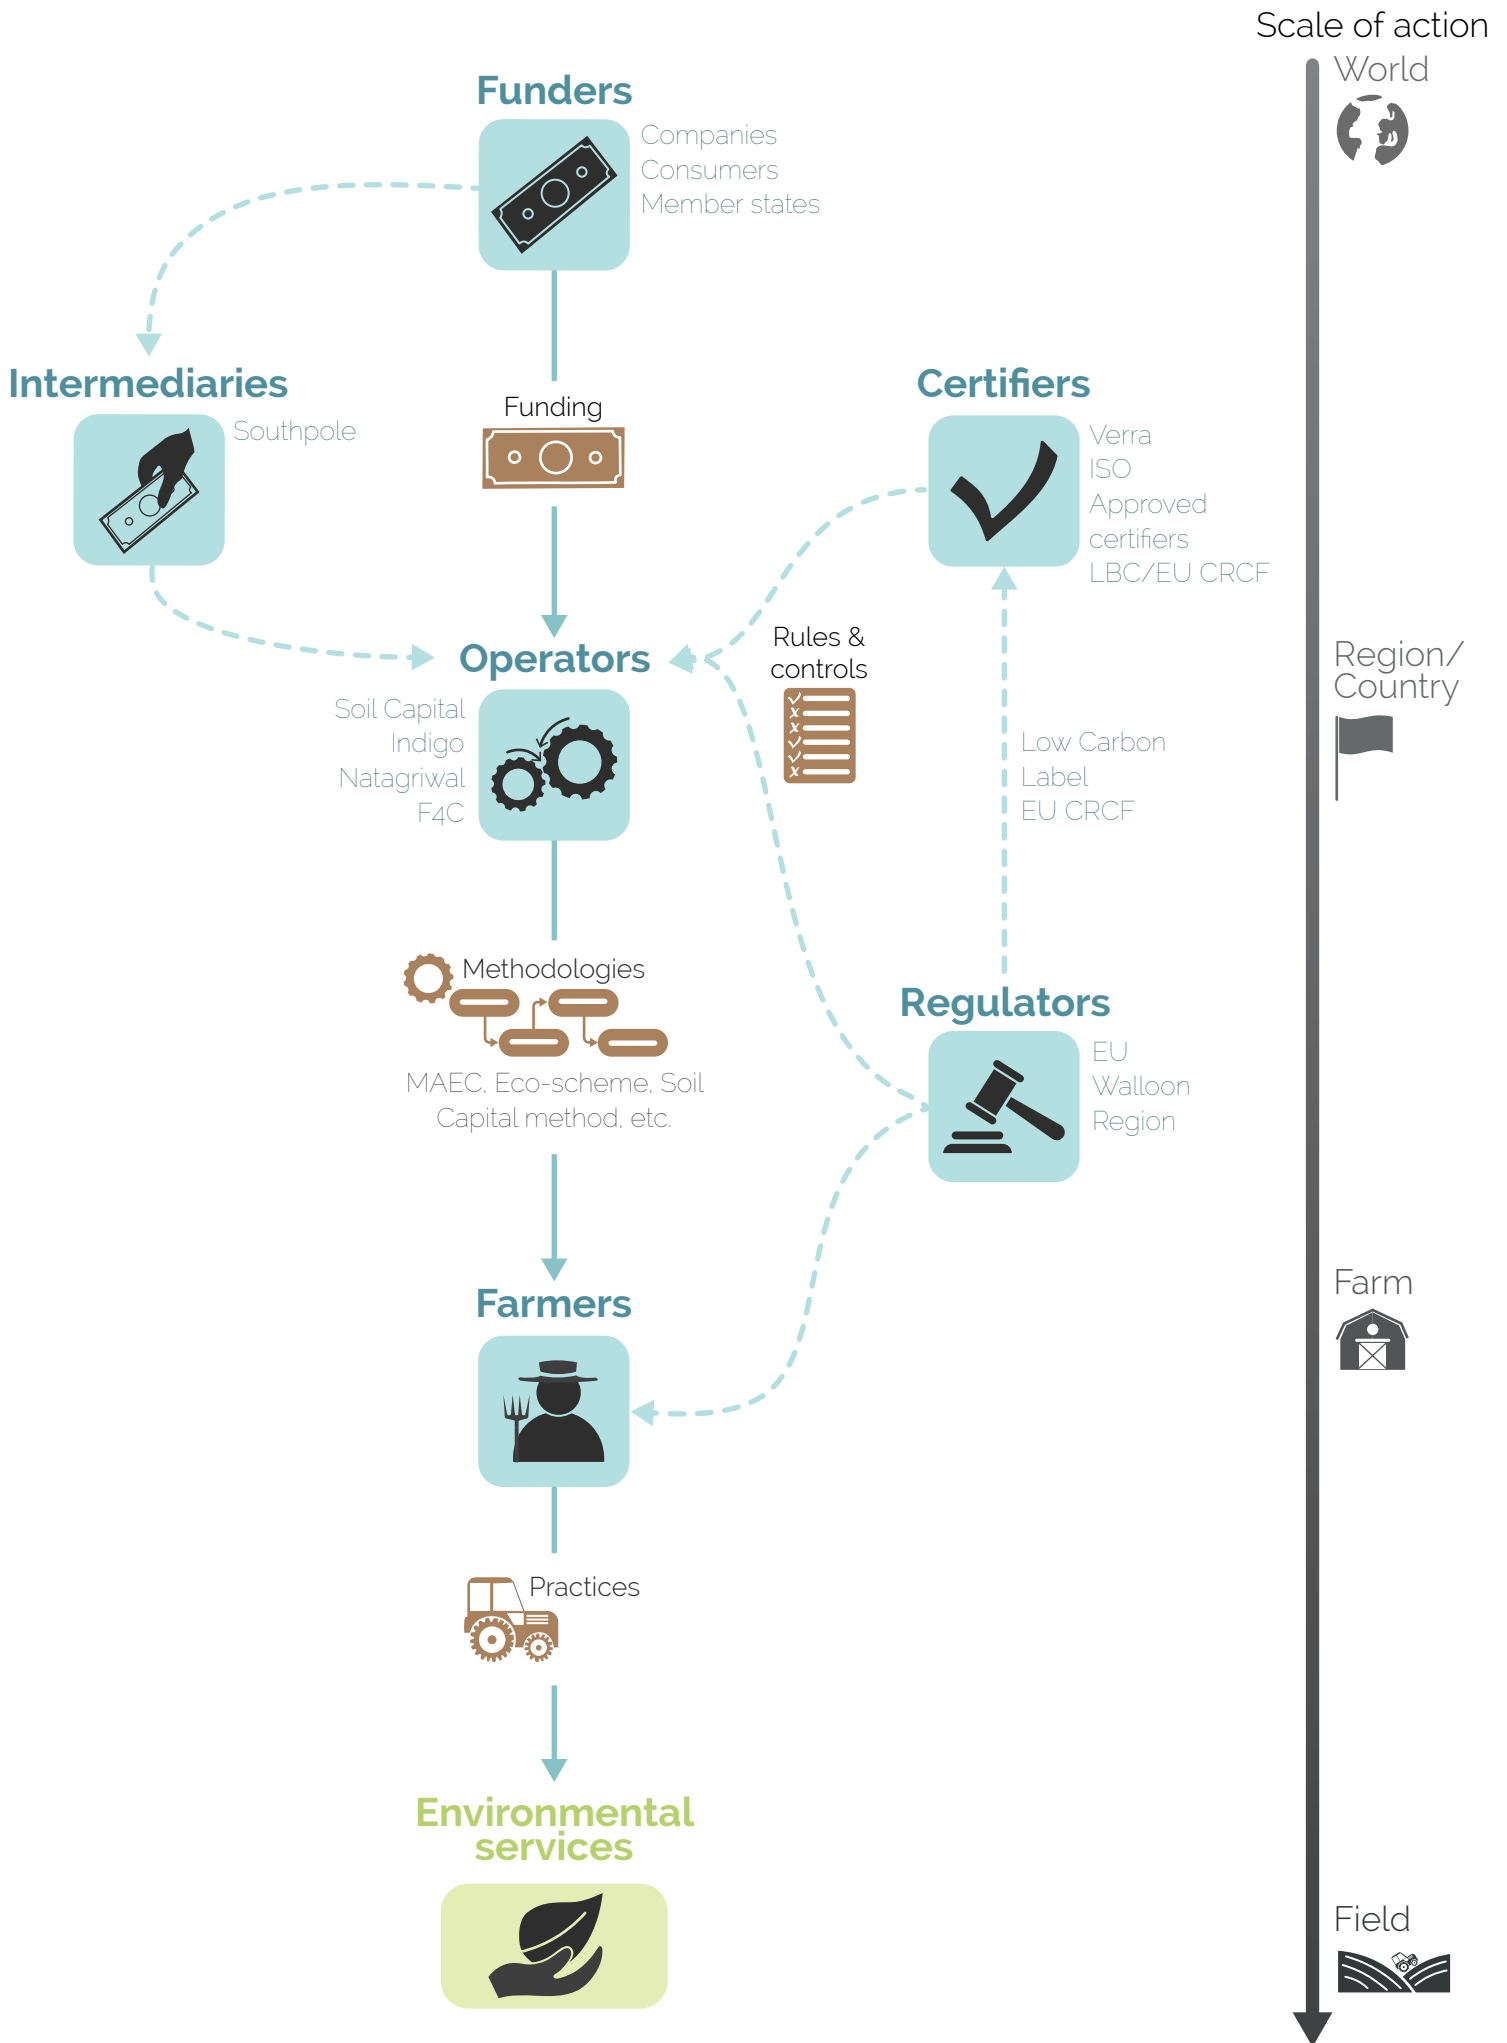 Scale of action
World
Funders
Companies
Consumers
Member states
Intermediaries
Southpole
Funding
Certifiers
Verra
ISO
Approved
certifiers
LBC/EU CRCF
Rules &
controls
Operators
Soil Capital
Indigo
Natagriwal
F4C
Region/
Country
Low Carbon
Label
EU CRCF
Methodologies
MAEC, Eco-scheme, Soil
Capital method, etc.
Regulators
EU
Walloon
Region
Farmers
Farm
Practices
Environmental
services
Field